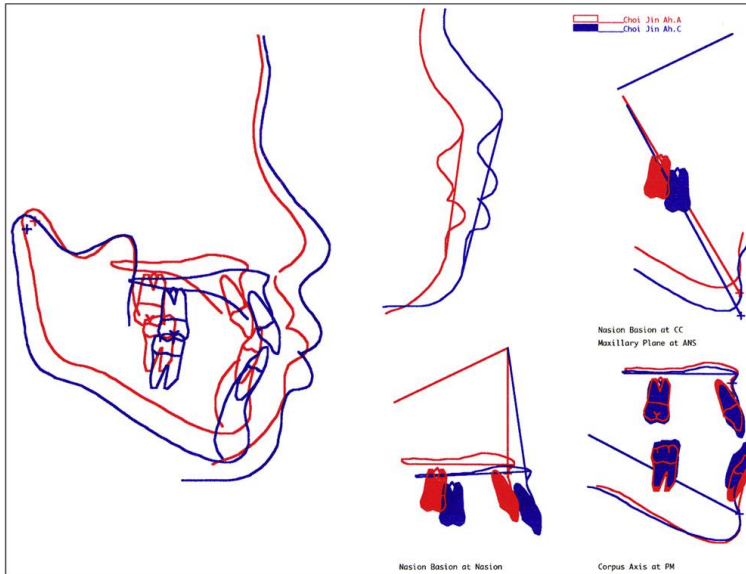 Choi Jin Ah.A
Choi Jin Ah.C
Nasion Basion at CC
Maxillary Plane at ANS
Nasion Basion at Nasion
Corpus Axis at PM